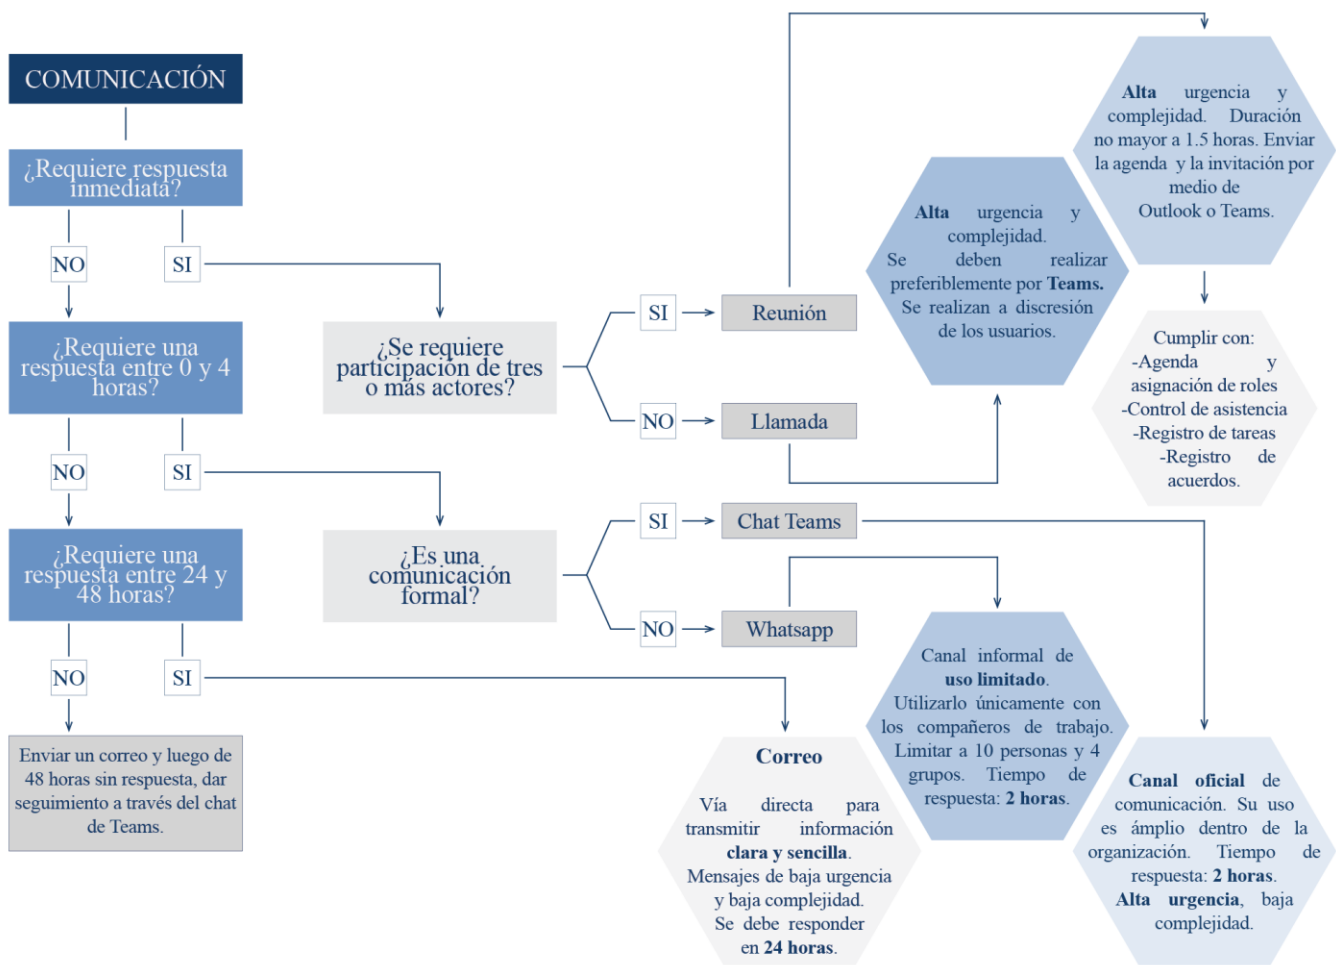 COMUNICACIÓN
¿Requiere respuesta
inmediata?
NO
SI
¿Requiere una
respuesta entre 0 y 4
horas?
NO
SI
¿Requiere una
respuesta entre 24 y
48 horas?
NO
SI
Enviar un correo y luego de
48 horas sin respuesta, dar
seguimiento a través del chat
de Teams.
¿Se requiere
participación de tres
o más actores?
SI
Reunión
NO
Llamada
¿Es una
comunicación
formal?
SI
Chat Teams
NO
Whatsapp
Alta urgencia y
complejidad. Duración
no mayor a 1.5 horas. Enviar
la agenda y la invitación por
medio de
Outlook o Teams.
Cumplir con:
-Agenda y
asignación de roles
-Control de asistencia
-Registro de tareas
-Registro de
acuerdos.
Alta urgencia y
complejidad.
Se deben realizar
preferiblemente por Teams.
Se realizan a discresión
de los usuarios.
Canal informal de
uso limitado.
Utilizarlo únicamente con
los compañeros de trabajo.
Limitar a 10 personas y 4
grupos. Tiempo de
respuesta: 2 horas.
Correo
Vía directa para
transmitir información
clara y sencilla.
Mensajes de baja urgencia
y baja complejidad.
Se debe responder
en 24 horas.
Canal oficial de
comunicación. Su uso
es ámplio dentro de la
organización. Tiempo de
respuesta: 2 horas.
Alta urgencia, baja
complejidad.